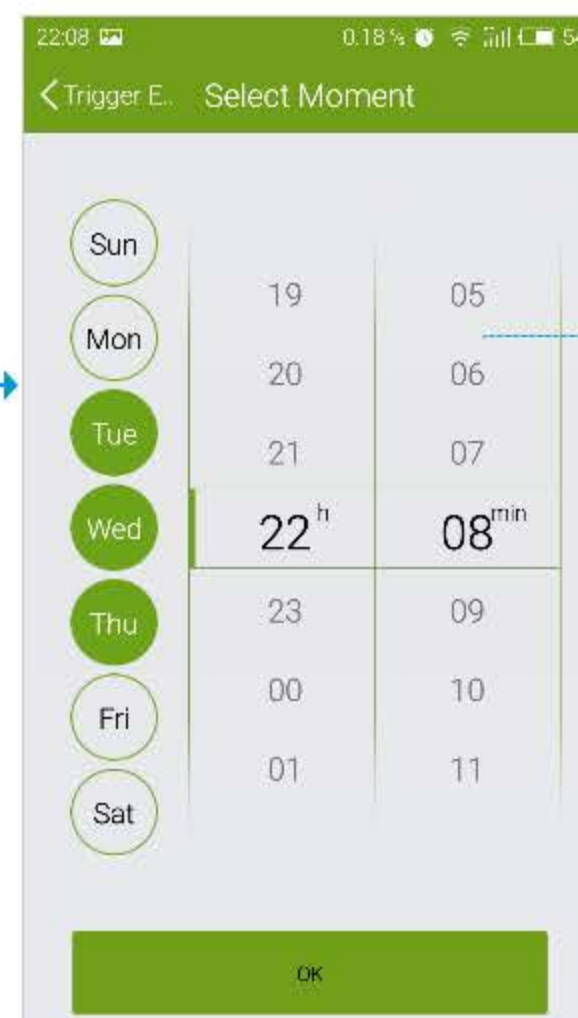 22:08 0.18% 54
Trigger E.. Select Moment
Sun
Mon
Tue
Wed
Thu
Fri
Sat
19 05
20 06
21 07
22 h 08 min
23 09
00 10
01 11
OK